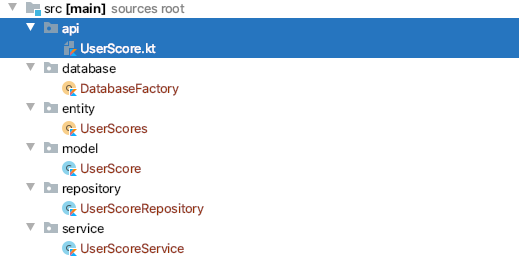 src [main] sources root
api
UserScore.kt
database
DatabaseFactory
entity
UserScores
model
UserScore
repository
UserScoreRepository
service
UserScoreService